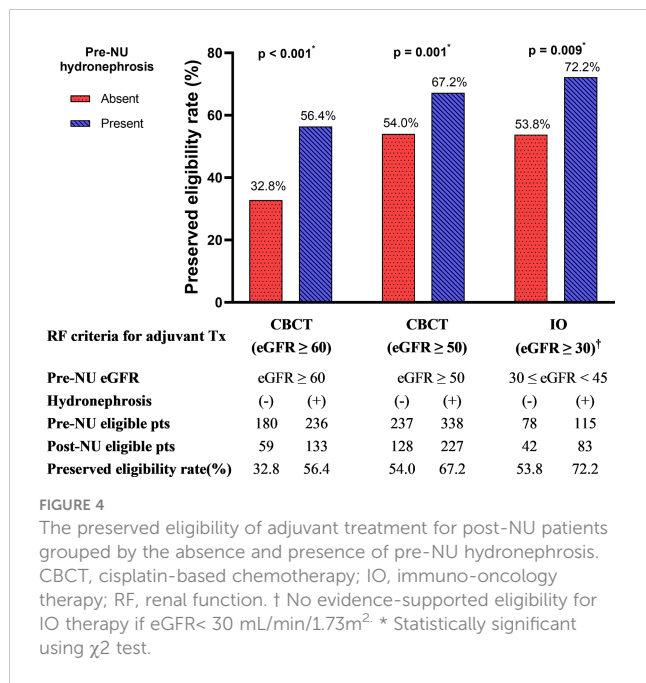 Pre-NU
hydronephrosis
Absent
Present
Preserved eligibility rate (%)
80
60
40
20
0
p < 0.001*
p = 0.001*
p = 0.009*
32.8%
56.4%
54.0%
67.2%
53.8%
72.2%
RF criteria for adjuvant Tx CBCT CBCT IO
(eGFR ≥ 60) (eGFR ≥ 50) (eGFR ≥ 30)†
Pre-NU eGFR eGFR ≥ 60 eGFR ≥ 50 30 ≤ eGFR < 45
Hydronephrosis (-) (+) (-) (+) (-) (+)
Pre-NU eligible pts 180 236 237 338 78 115
Post-NU eligible pts 59 133 128 227 42 83
Preserved eligibility rate(%) 32.8 56.4 54.0 67.2 53.8 72.2
FIGURE 4
The preserved eligibility of adjuvant treatment for post-NU patients
grouped by the absence and presence of pre-NU hydronephrosis.
CBCT, cisplatin-based chemotherapy; IO, immuno-oncology
therapy; RF, renal function. † No evidence-supported eligibility for
IO therapy if eGFR< 30 mL/min/1.73m2. * Statistically significant
using χ2 test.